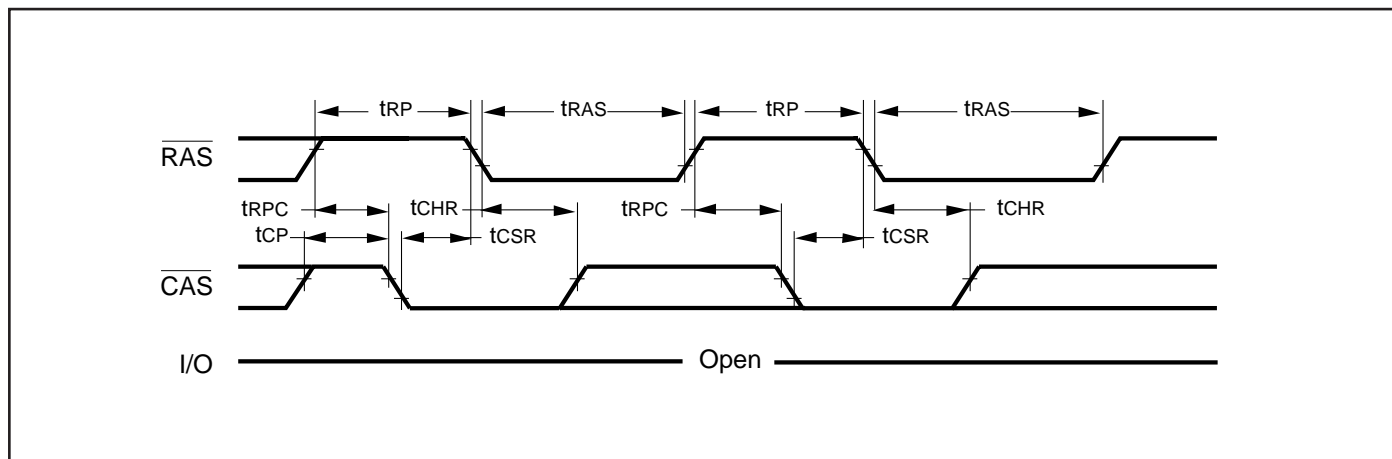 tRP tRAS tRP tRAS
RAS
tRPC tCHR tRPC tCHR
tCP tCSR tCSR
CAS
I/O Open